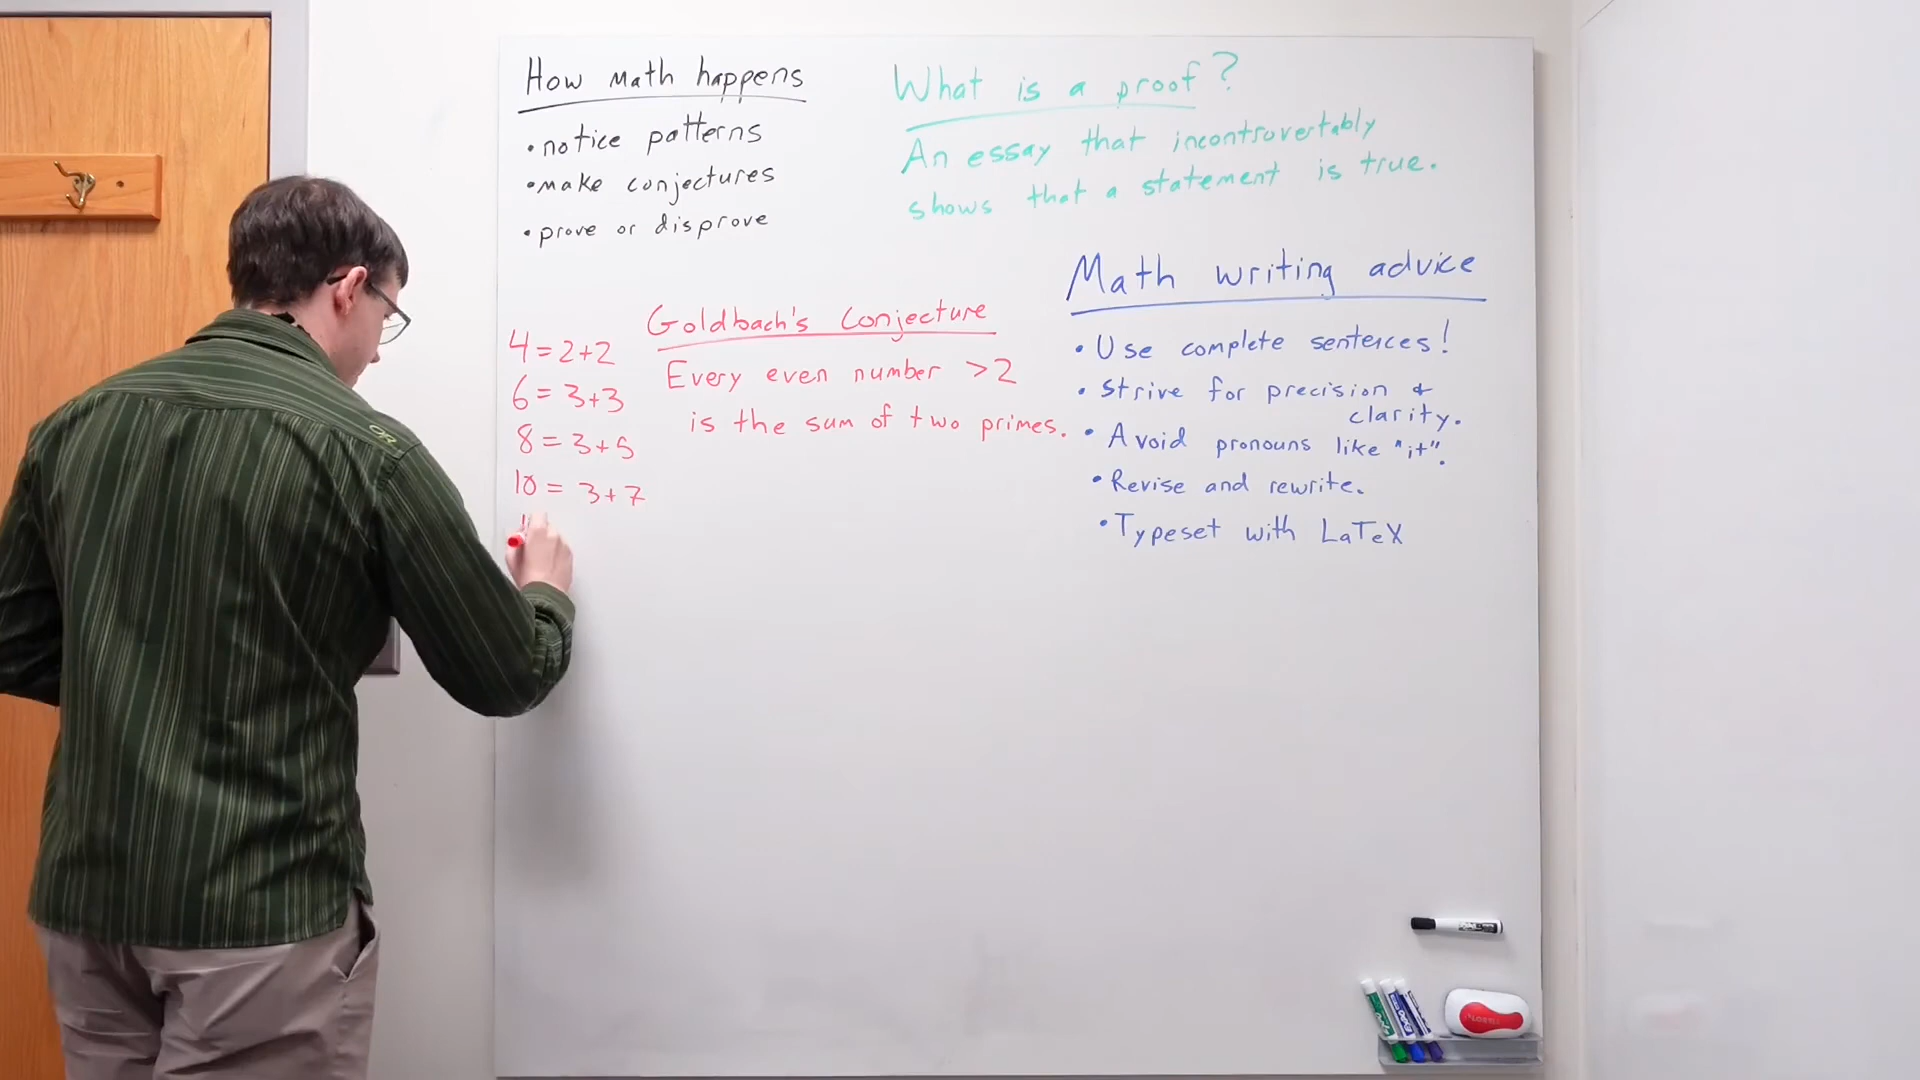 How math happens
•notice patterns
•make conjectures
•prove or disprove
What is a proof?
An essay that incontrovertably
shows that a statement is true.
4=2+2
6=3+3
8=3+5
10=3+7
Goldbach's Conjecture
Every even number >2
is the sum of two primes.
Math writing advice
•Use complete sentences!
•Strive for precision &
clarity.
•Avoid pronouns like "it".
•Revise and rewrite.
•Typeset with LaTeX
OR